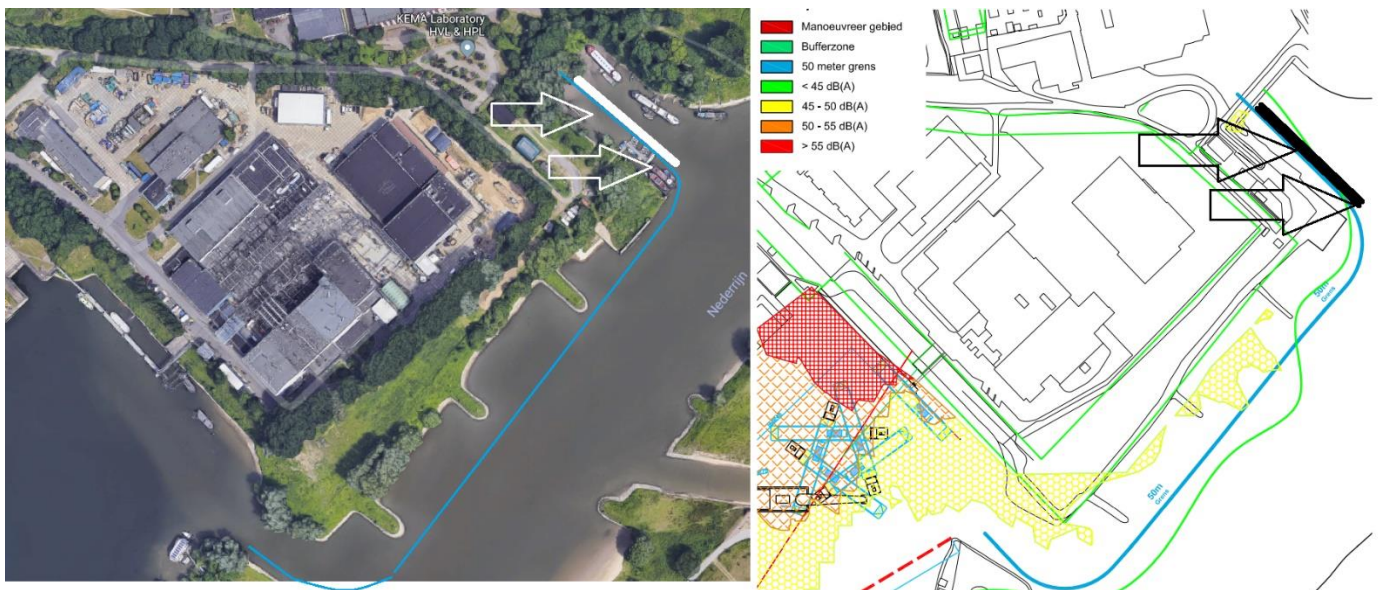 KEMA Laboratory
HVL & HPL
Nederrijn
Manoeuvreer gebied
Bufferzone
50 meter grens
< 45 dB(A)
45 - 50 dB(A)
50 - 55 dB(A)
> 55 dB(A)
50m
Grens
50m
Grens